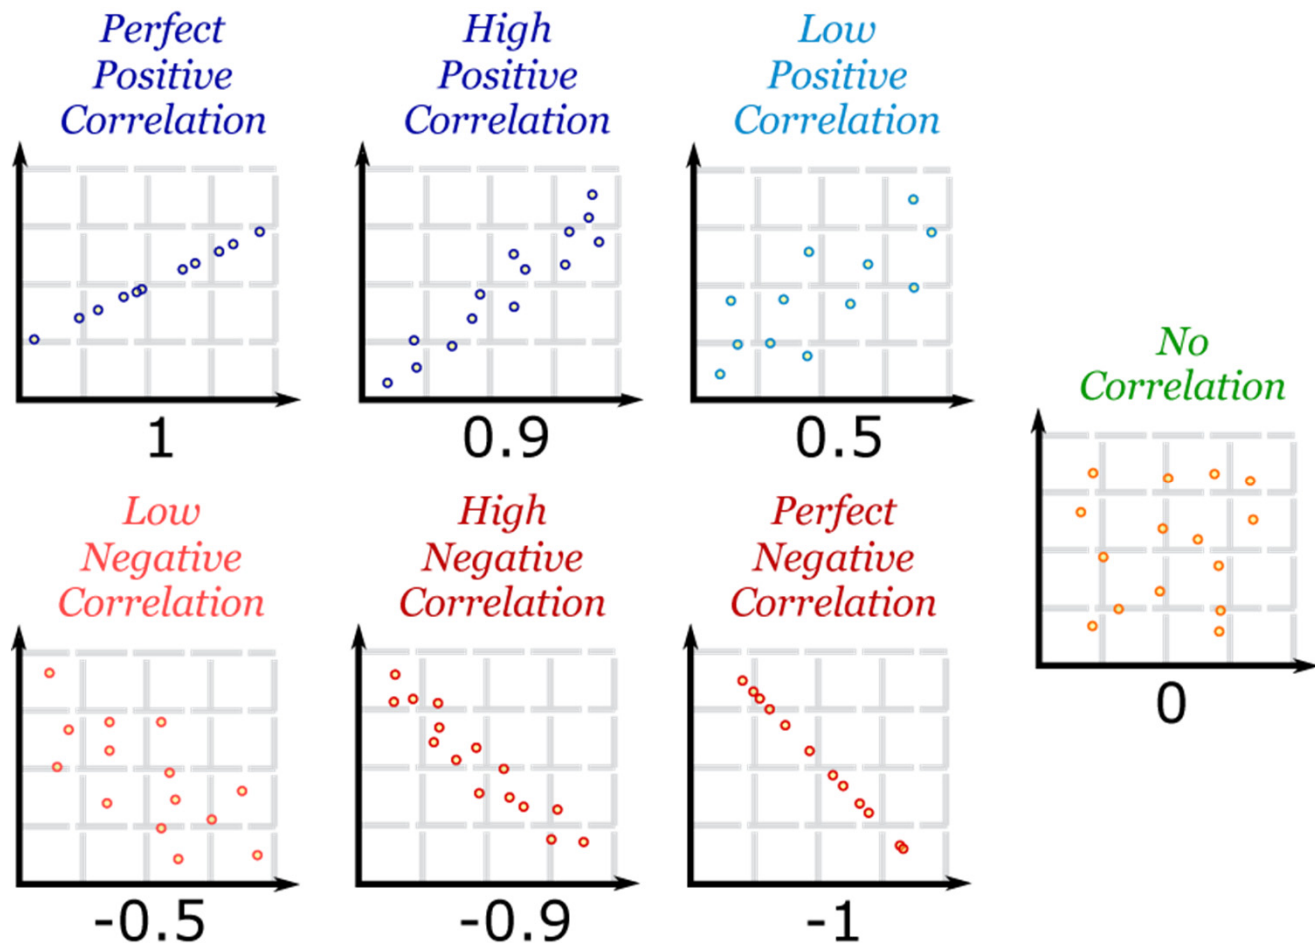 Perfect
Positive
Correlation
1
High
Positive
Correlation
0.9
Low
Positive
Correlation
0.5
No
Correlation
0
Low
Negative
Correlation
-0.5
High
Negative
Correlation
-0.9
Perfect
Negative
Correlation
-1